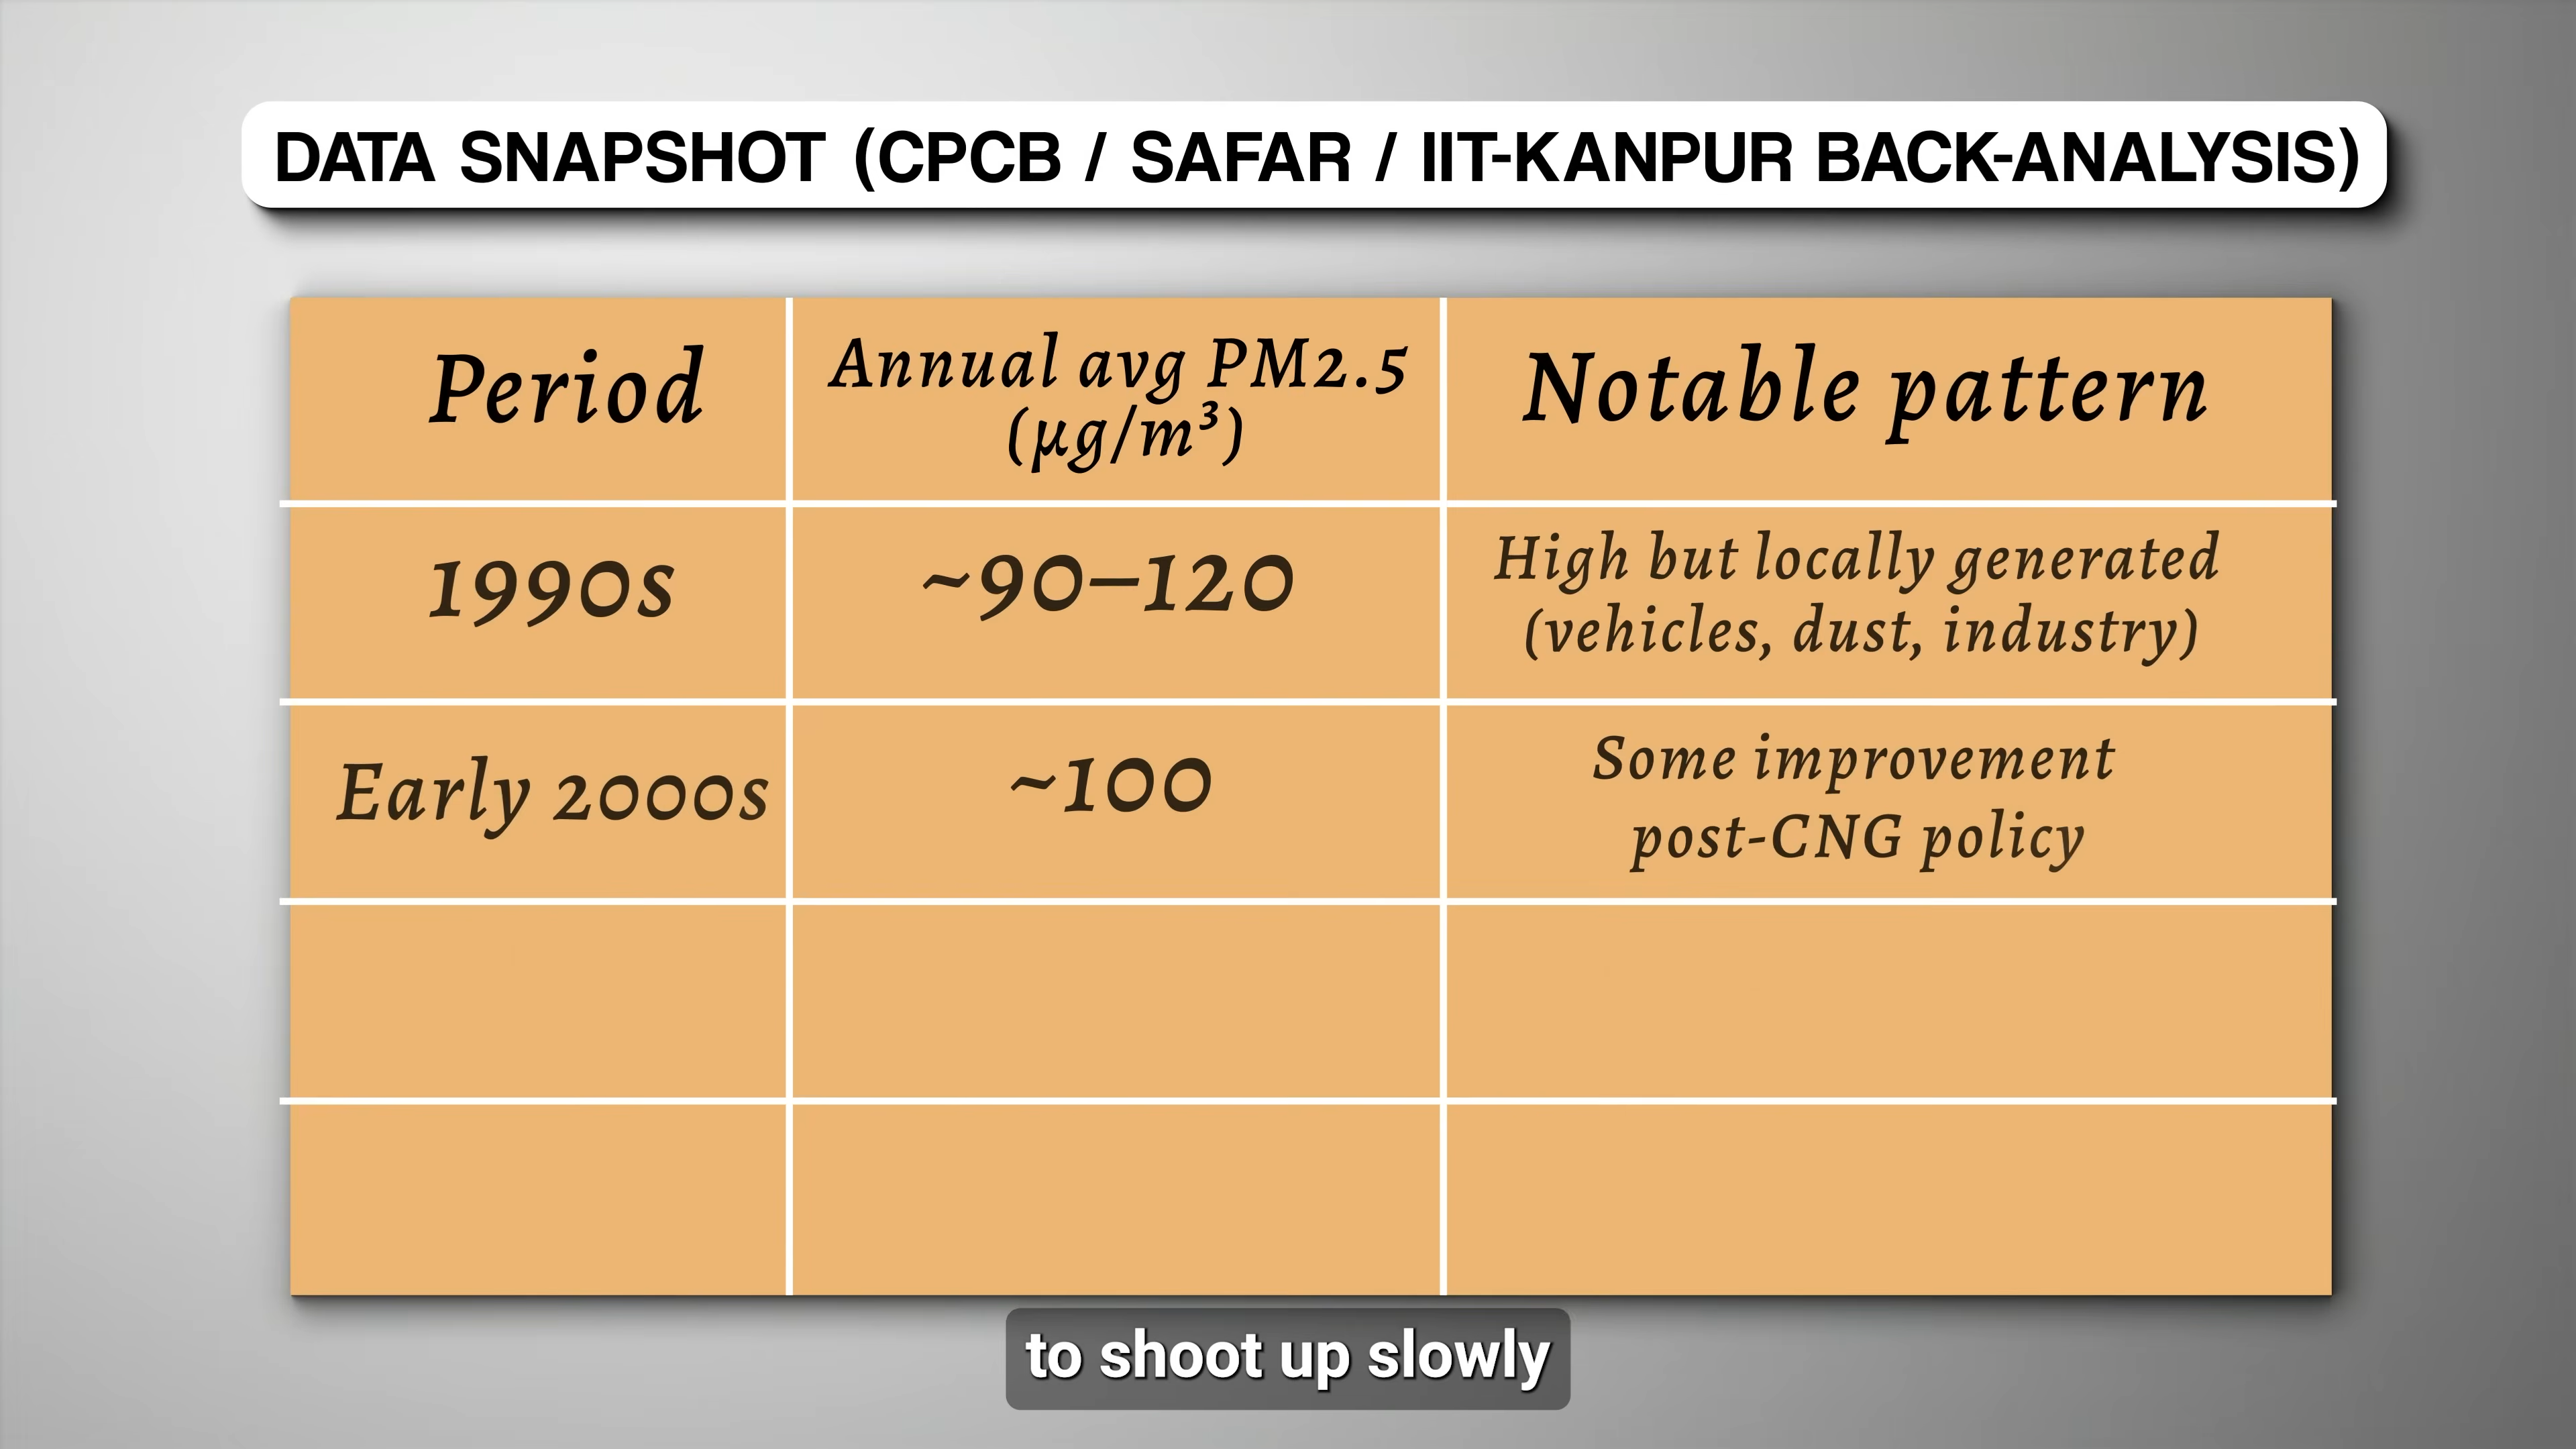 DATA SNAPSHOT (CPCB / SAFAR / IIT-KANPUR BACK-ANALYSIS)
Period
Annual avg PM2.5
(µg/m³)
Notable pattern
1990s
~90–120
High but locally generated
(vehicles, dust, industry)
Early 2000s
~100
Some improvement
post-CNG policy
to shoot up slowly